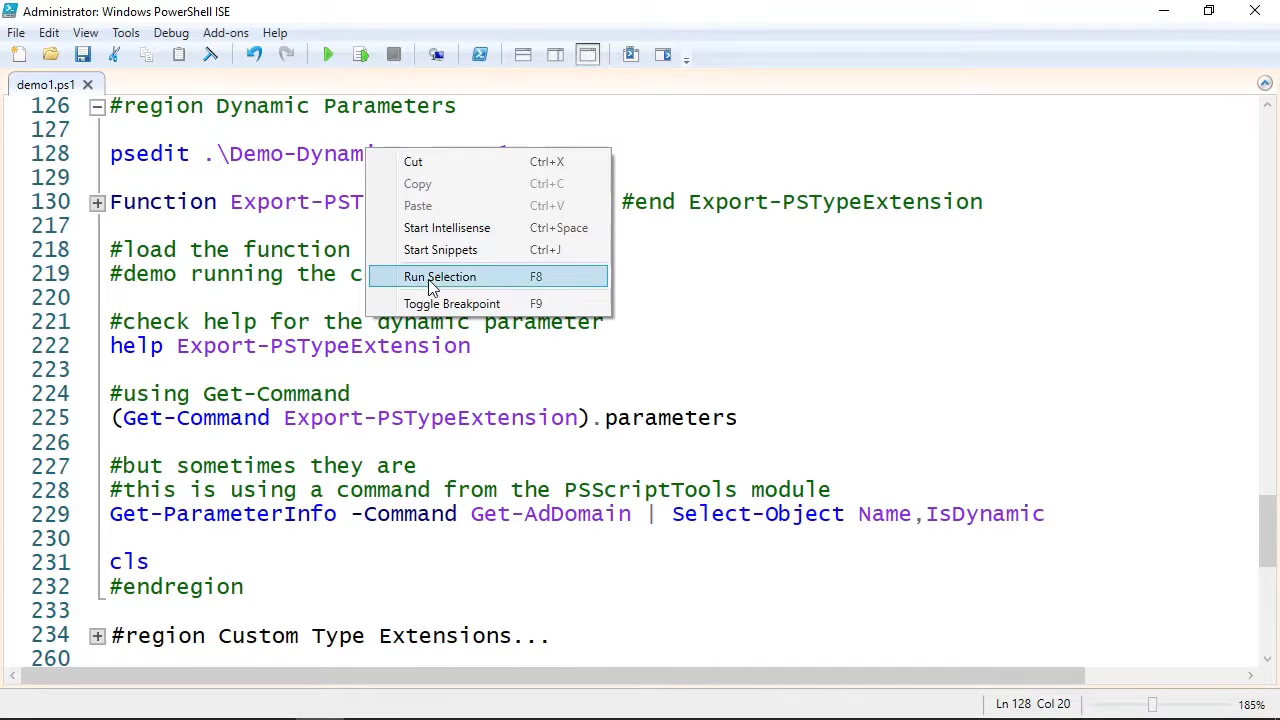 Administrator: Windows PowerShell ISE
File Edit View Tools Debug Add-ons Help
demo1.ps1
126 #region Dynamic Parameters
127
128 psedit .\Demo-Dynami
129
130 Function Export-PST #end Export-PSTypeExtension
217
218 #load the function
219 #demo running the c
220
221 #check help for the dynamic parameter
222 help Export-PSTypeExtension
223
224 #using Get-Command
225 (Get-Command Export-PSTypeExtension).parameters
226
227 #but sometimes they are
228 #this is using a command from the PSScriptTools module
229 Get-ParameterInfo -Command Get-AdDomain | Select-Object Name,IsDynamic
230
231 cls
232 #endregion
233
234 #region Custom Type Extensions...
260
Cut Ctrl+X
Copy Ctrl+C
Paste Ctrl+V
Start Intellisense Ctrl+Space
Start Snippets Ctrl+J
Run Selection F8
Toggle Breakpoint F9
Ln 128 Col 20 185%